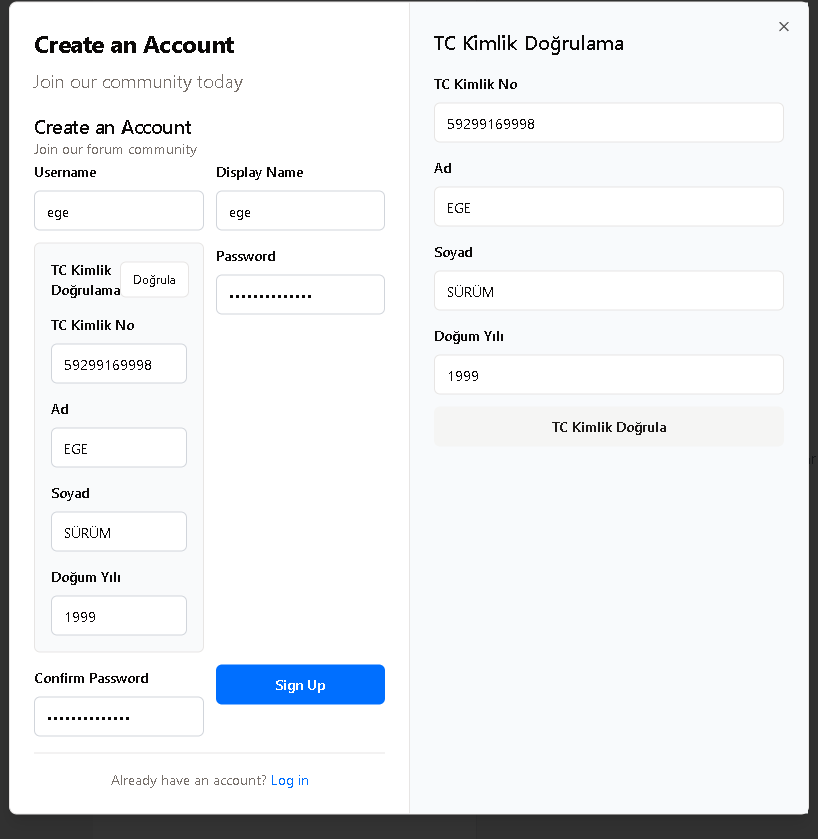 Create an Account
Join our community today
Create an Account
Join our forum community
Username
Display Name
ege
ege
TC Kimlik
Doğrulama
Doğrula
TC Kimlik No
59299169998
Ad
EGE
Soyad
SÜRÜM
Doğum Yılı
1999
Password
••••••••••••••
Confirm Password
••••••••••••••
Sign Up
Already have an account? Log in
TC Kimlik Doğrulama
TC Kimlik No
59299169998
Ad
EGE
Soyad
SÜRÜM
Doğum Yılı
1999
TC Kimlik Doğrula